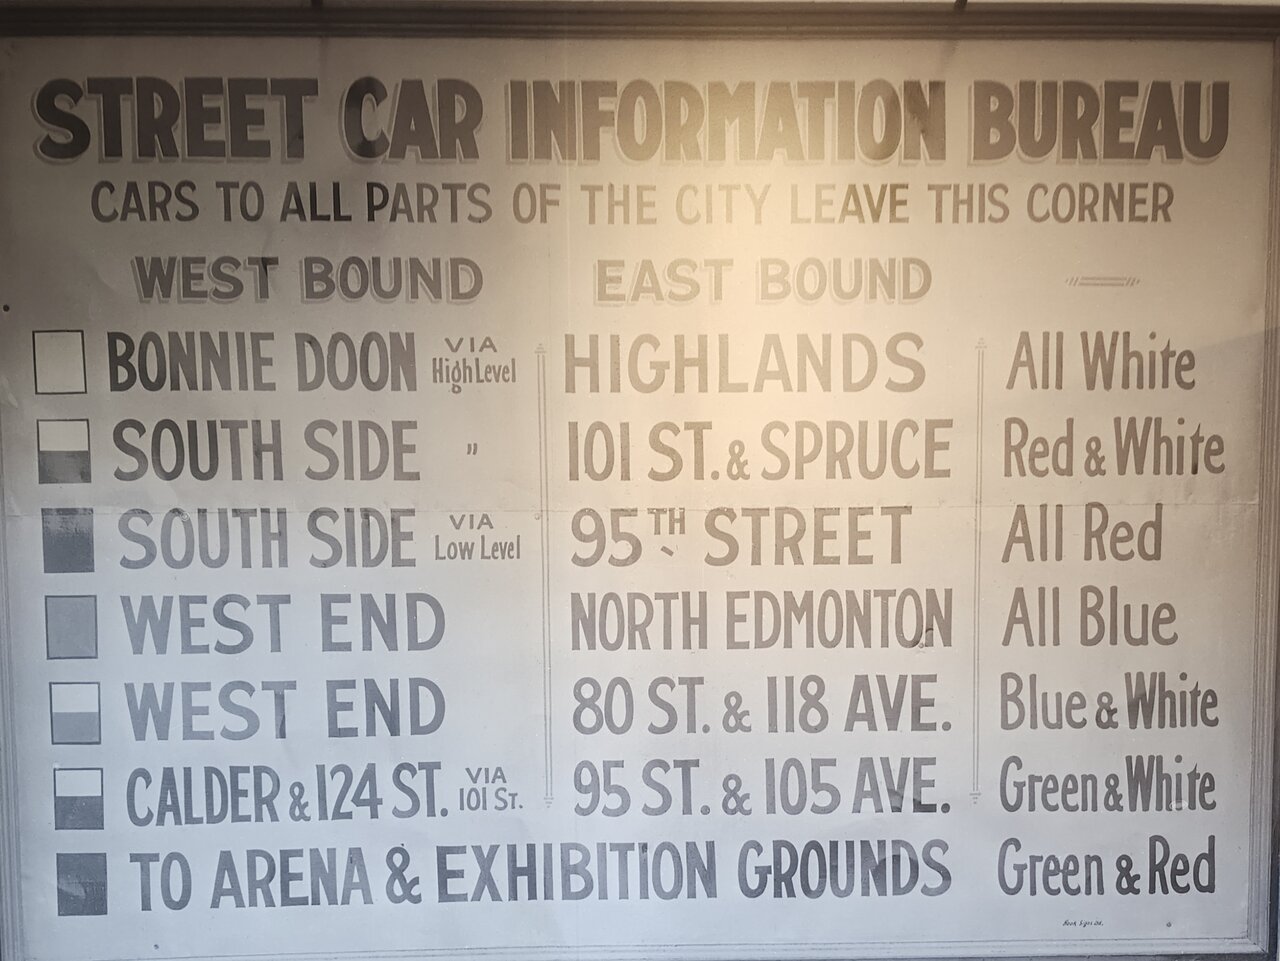 STREET CAR INFORMATION BUREAU
CARS TO ALL PARTS OF THE CITY LEAVE THIS CORNER
WEST BOUND EAST BOUND
BONNIE DOON VIA High Level HIGHLANDS All White
SOUTH SIDE " 101 ST. & SPRUCE Red & White
SOUTH SIDE VIA Low Level 95TH STREET All Red
WEST END NORTH EDMONTON All Blue
WEST END 80 ST. & 118 AVE. Blue & White
CALDER & 124 ST. VIA 101 ST. 95 ST. & 105 AVE. Green & White
TO ARENA & EXHIBITION GROUNDS Green & Red